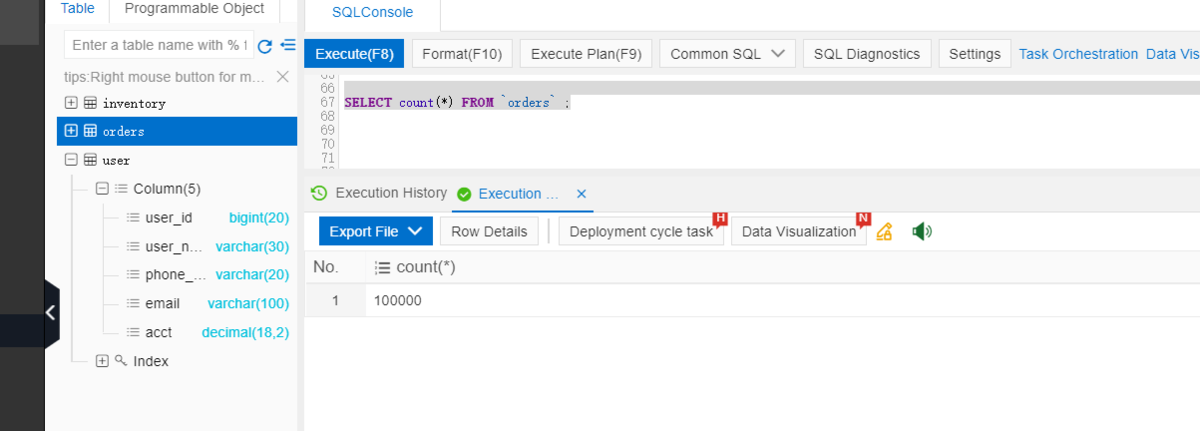 Table Programmable Object
Enter a table name with % f
tips:Right mouse button for m...
inventory
orders
user
Column(5)
user_id bigint(20)
user_n... varchar(30)
phone_... varchar(20)
email varchar(100)
acct decimal(18,2)
Index
SQLConsole
Execute(F8) Format(F10) Execute Plan(F9) Common SQL SQL Diagnostics Settings Task Orchestration Data Vis
66
67 SELECT count(*) FROM `orders` ;
68
69
70
71
Execution History Execution ... ×
Export File Row Details Deployment cycle task H Data Visualization N
No. count(*)
1 100000